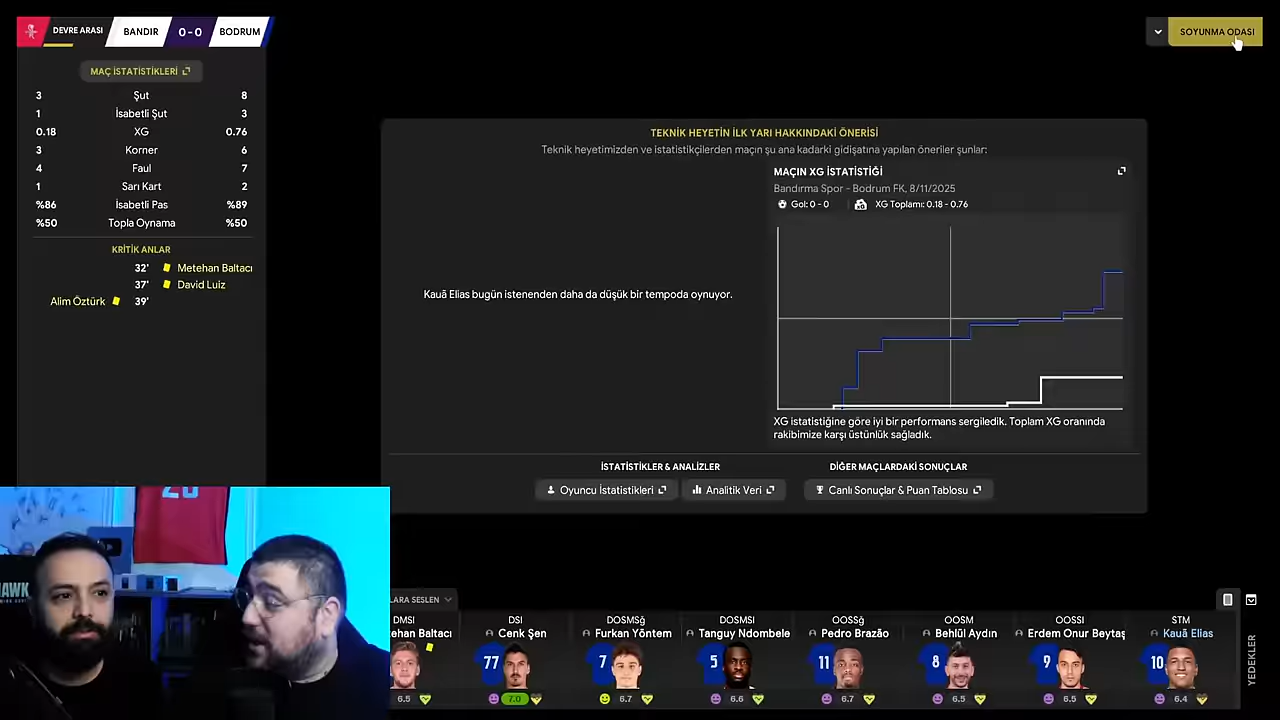 DEVRE ARASI BANDIR 0-0 BODRUM
SOYUNMA ODASI
MAÇ İSTATİSTİKLERİ
3 Şut 8
1 İsabetli Şut 3
0.18 XG 0.76
3 Korner 6
4 Faul 7
1 Sarı Kart 2
%86 İsabetli Pas %89
%50 Topla Oynama %50
KRİTİK ANLAR
32' Metehan Baltacı
37' David Luiz
Alim Öztürk 39'
TEKNİK HEYETİN İLK YARI HAKKINDAKİ ÖNERİSİ
Teknik heyetimizden ve istatistikçilerden maçın şu ana kadarki gidişatına yapılan öneriler şunlar:
Kauã Elias bugün istenenden daha da düşük bir tempoda oynuyor.
MAÇIN XG İSTATİSTİĞİ
Bandırma Spor - Bodrum FK, 8/11/2025
Gol: 0 - 0 XG Toplamı: 0.18 - 0.76
XG istatistiğine göre iyi bir performans sergiledik. Toplam XG oranında
rakibimize karşı üstünlük sağladık.
İSTATİSTİKLER & ANALİZLER
Oyuncu İstatistikleri Analitik Veri
DİĞER MAÇLARDAKİ SONUÇLAR
Canlı Sonuçlar & Puan Tablosu
LARA SESLEN
DMSI DSI DOSMSğ DOSMSI OOSSğ OOSM OOSSI STM
ehan Baltacı Cenk Şen Furkan Yöntem Tanguy Ndombele Pedro Brazão Behlül Aydın Erdem Onur Beytaş Kauã Elias
77 7 5 11 8 9 10
6.5 7.0 6.7 6.6 6.7 6.5 6.5 6.4
YEDEKLER
20
HAWK